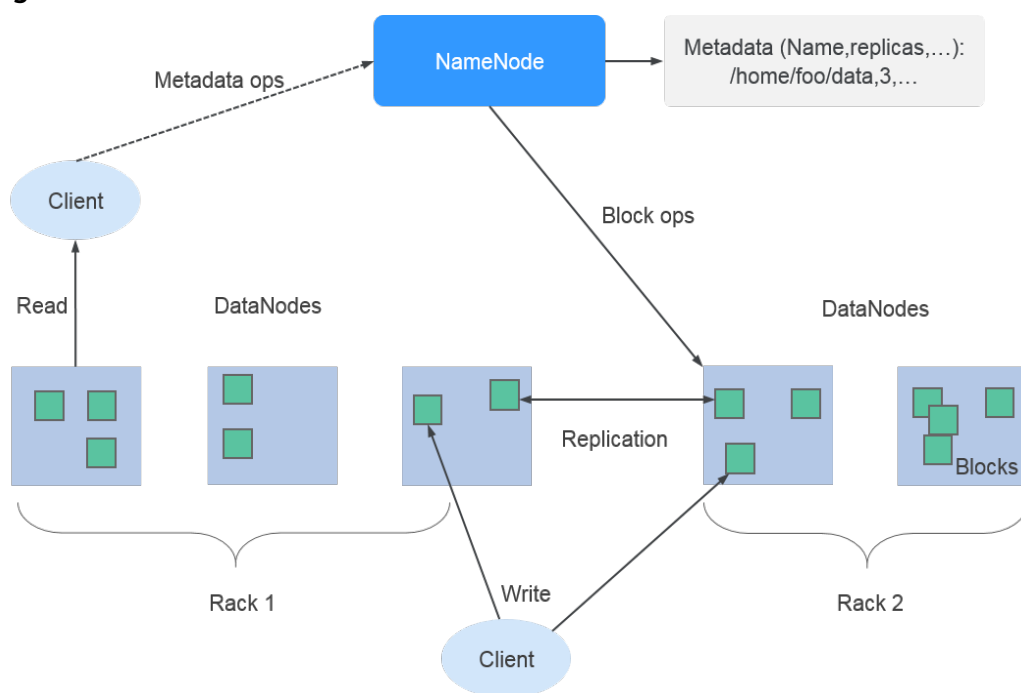 g
NameNode
Metadata (Name,replicas,…):
/home/foo/data,3,…
Metadata ops
Client
Block ops
Read
DataNodes
DataNodes
Replication
Blocks
Rack 1
Write
Rack 2
Client